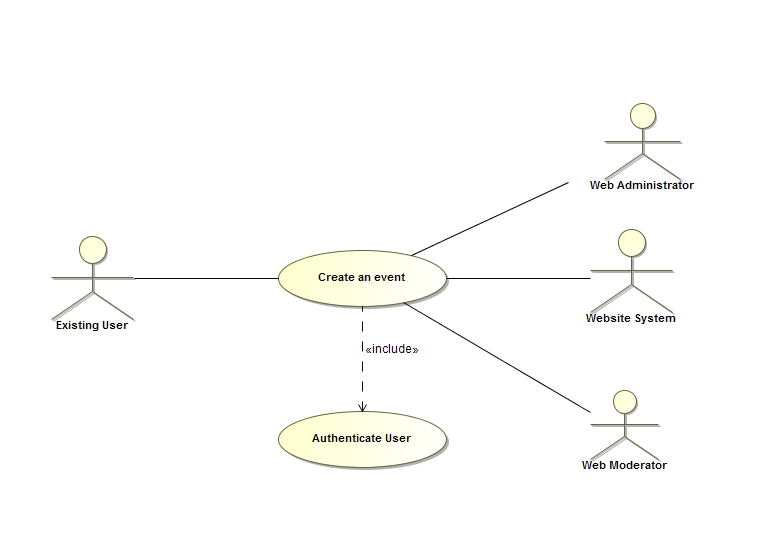 Web Administrator
Create an event
Website System
Existing User
«include»
Authenticate User
Web Moderator